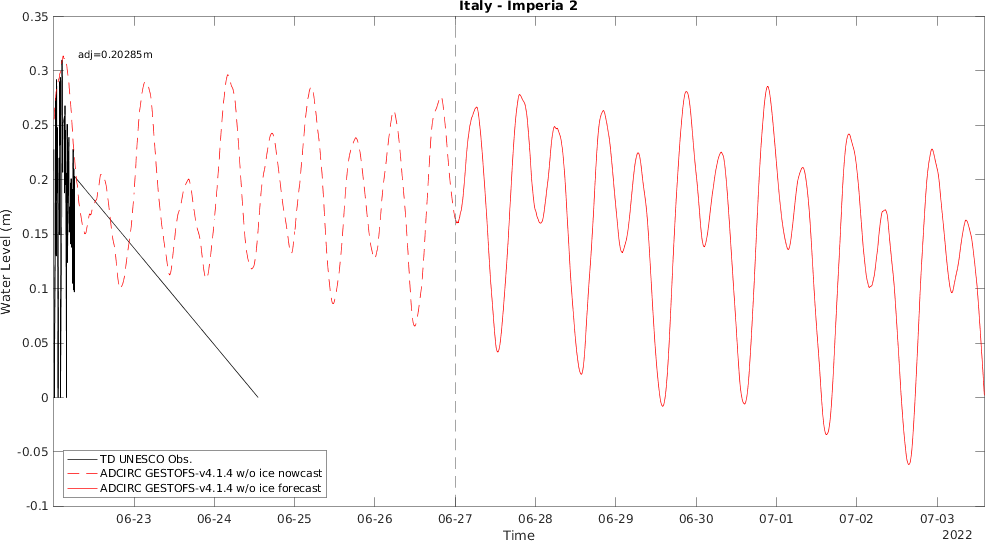 Italy - Imperia 2
adj=0.20285m
0.35
0.3
0.25
0.2
0.15
0.1
0.05
0
-0.05
-0.1
Water Level (m)
TD UNESCO Obs.
ADCIRC GESTOFS-v4.1.4 w/o ice nowcast
ADCIRC GESTOFS-v4.1.4 w/o ice forecast
06-23 06-24 06-25 06-26 06-27 06-28 06-29 06-30 07-01 07-02 07-03
Time
2022